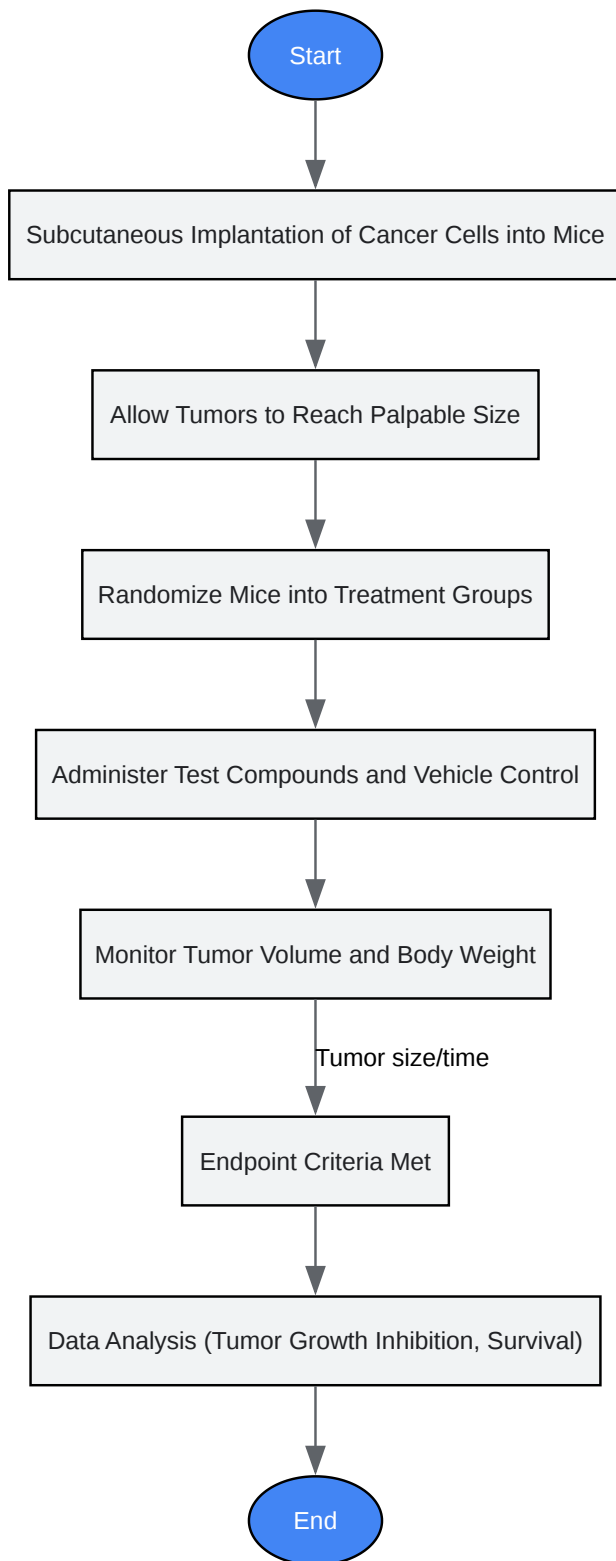 Start
Subcutaneous Implantation of Cancer Cells into Mice
Allow Tumors to Reach Palpable Size
Randomize Mice into Treatment Groups
Administer Test Compounds and Vehicle Control
Monitor Tumor Volume and Body Weight
Tumor size/time
Endpoint Criteria Met
Data Analysis (Tumor Growth Inhibition, Survival)
End